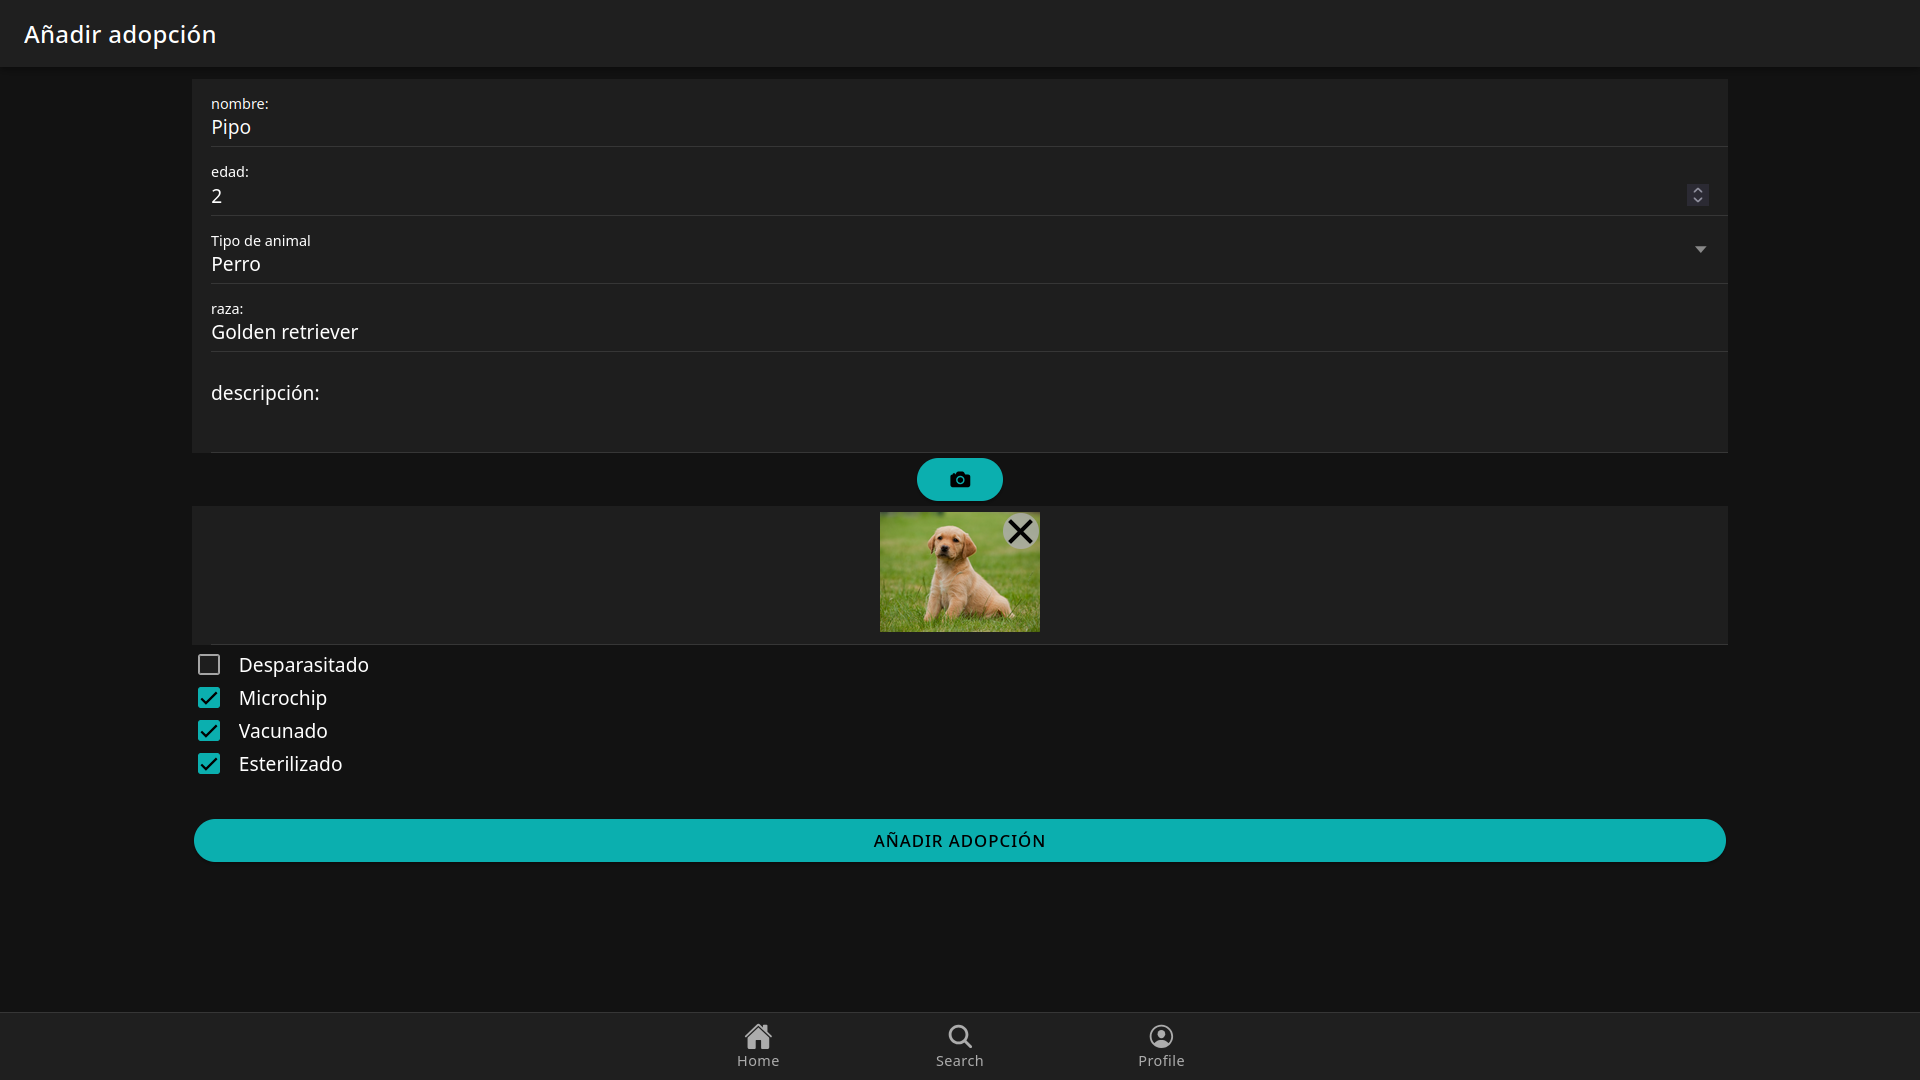 Añadir adopción
nombre:
Pipo
edad:
2
Tipo de animal
Perro
raza:
Golden retriever
descripción:
Desparasitado
Microchip
Vacunado
Esterilizado
AÑADIR ADOPCIÓN
Home
Search
Profile